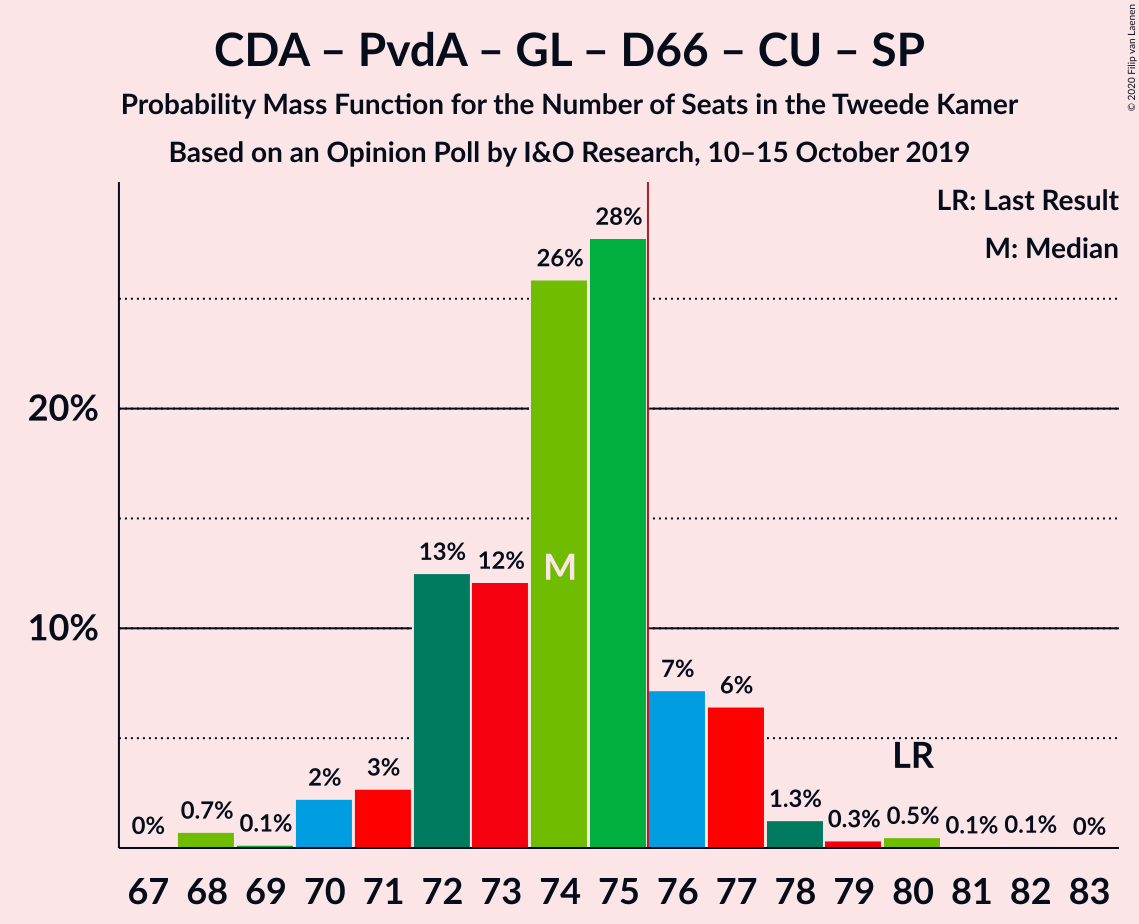 CDA – PvdA – GL – D66 – CU – SP
Probability Mass Function for the Number of Seats in the Tweede Kamer
Based on an Opinion Poll by I&O Research, 10–15 October 2019
© 2020 Filip van Laenen
LR: Last Result
M: Median
20%
10%
0%
0.7%
0.1%
2%
3%
13%
12%
26%
28%
7%
6%
1.3%
0.3%
0.5%
0.1%
0.1%
0%
M
LR
67 68 69 70 71 72 73 74 75 76 77 78 79 80 81 82 83